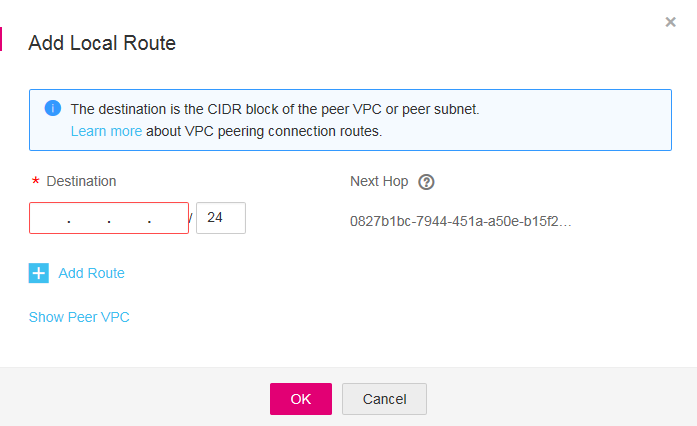 Add Local Route
The destination is the CIDR block of the peer VPC or peer subnet.
Learn more about VPC peering connection routes.
* Destination
Next Hop ?
. . . / 24
0827b1bc-7944-451a-a50e-b15f2...
Add Route
Show Peer VPC
OK
Cancel